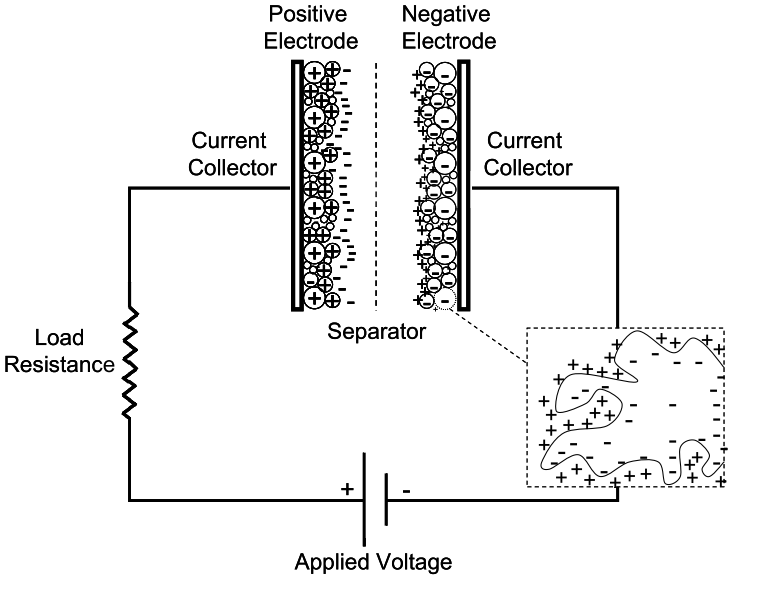 Positive
Electrode
Negative
Electrode
Current
Collector
Current
Collector
Separator
Load
Resistance
+ -
Applied Voltage